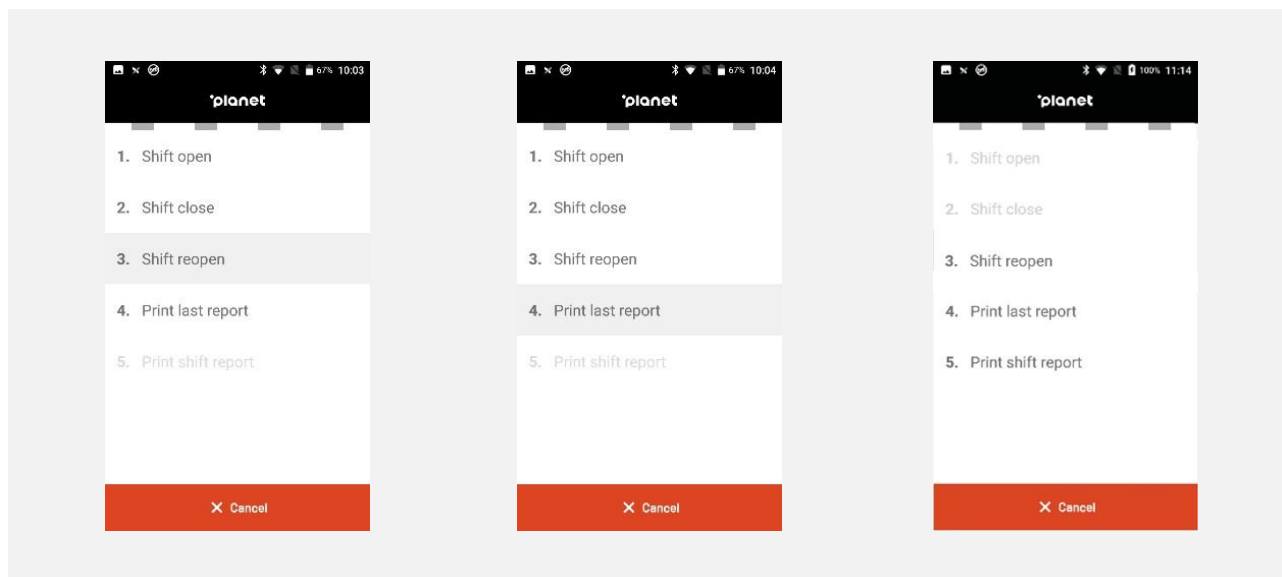 67% 10:03
planet
1. Shift open
2. Shift close
3. Shift reopen
4. Print last report
5. Print shift report
Cancel
67% 10:04
planet
1. Shift open
2. Shift close
3. Shift reopen
4. Print last report
5. Print shift report
Cancel
100% 11:14
planet
1. Shift open
2. Shift close
3. Shift reopen
4. Print last report
5. Print shift report
Cancel